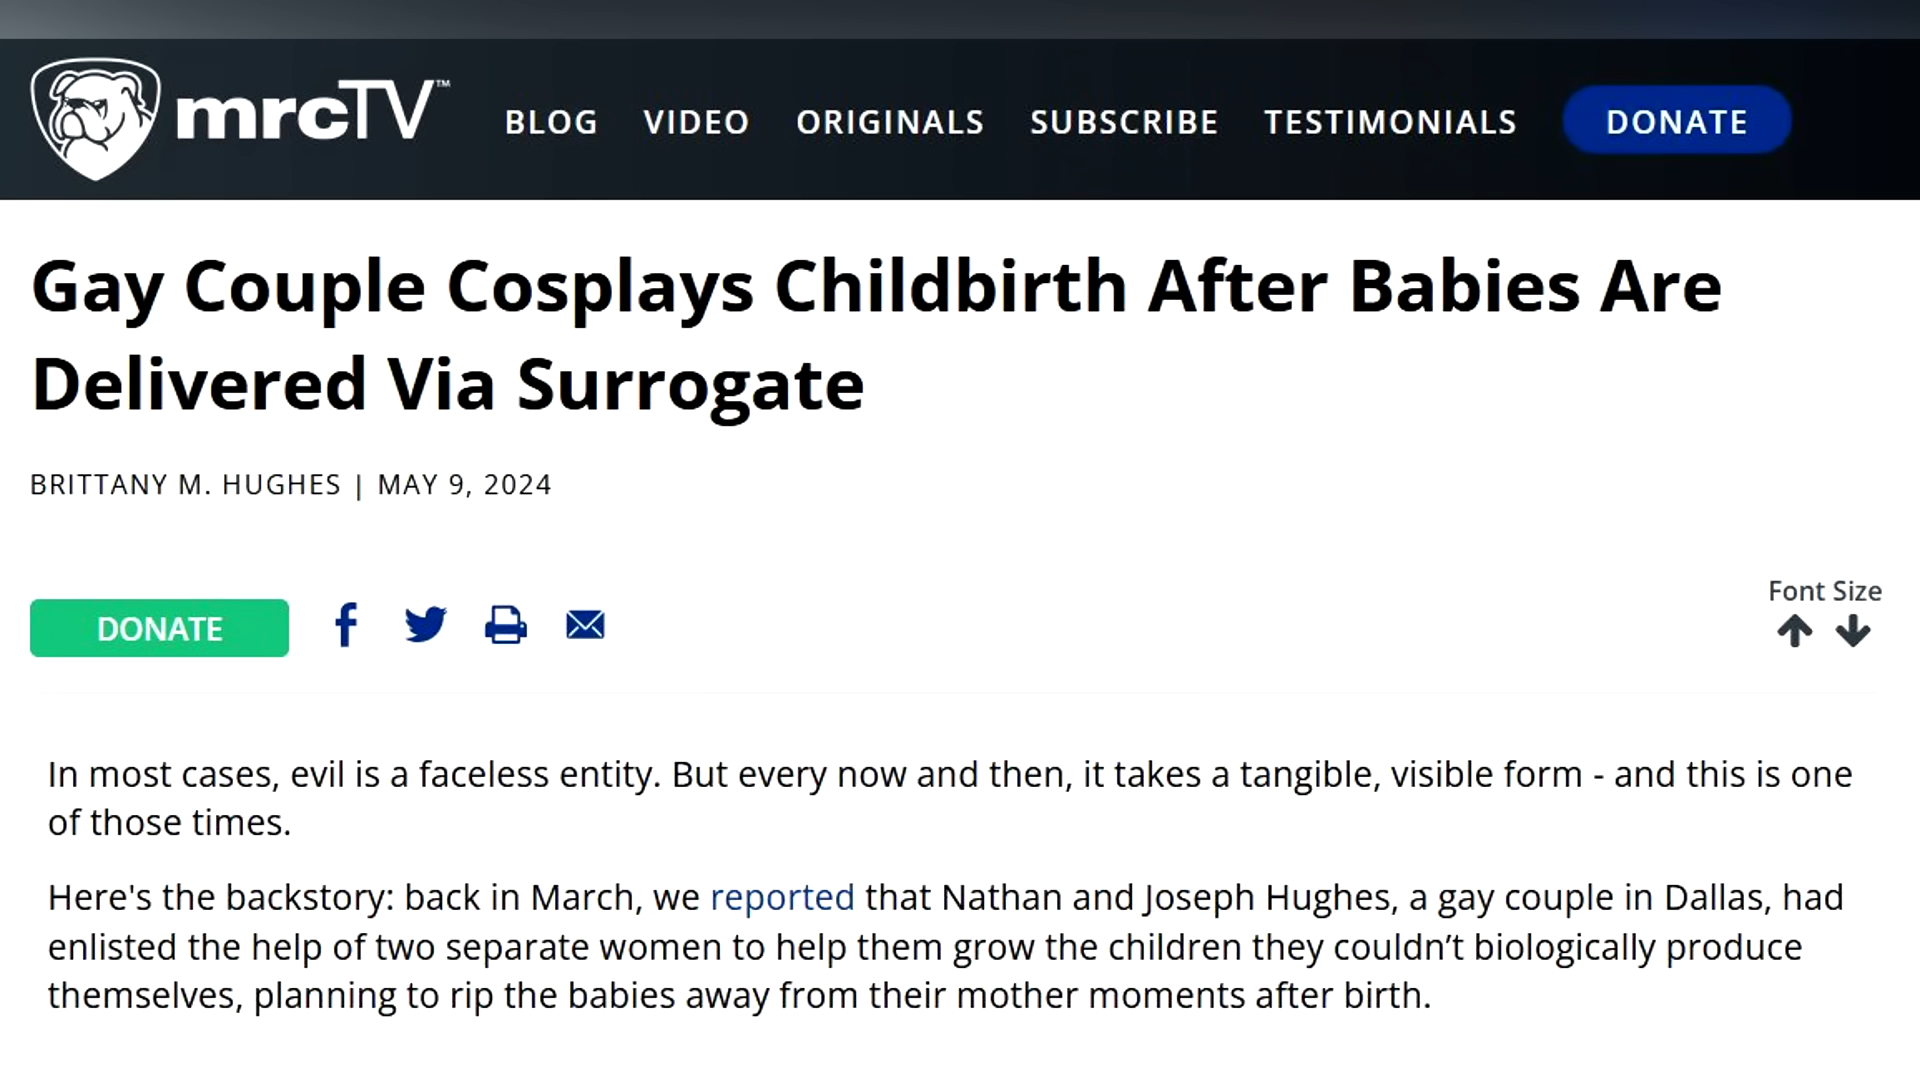 mrcTV™ BLOG VIDEO ORIGINALS SUBSCRIBE TESTIMONIALS DONATE
Gay Couple Cosplays Childbirth After Babies Are
Delivered Via Surrogate
BRITTANY M. HUGHES | MAY 9, 2024
Font Size
DONATE
In most cases, evil is a faceless entity. But every now and then, it takes a tangible, visible form - and this is one
of those times.
Here's the backstory: back in March, we reported that Nathan and Joseph Hughes, a gay couple in Dallas, had
enlisted the help of two separate women to help them grow the children they couldn’t biologically produce
themselves, planning to rip the babies away from their mother moments after birth.